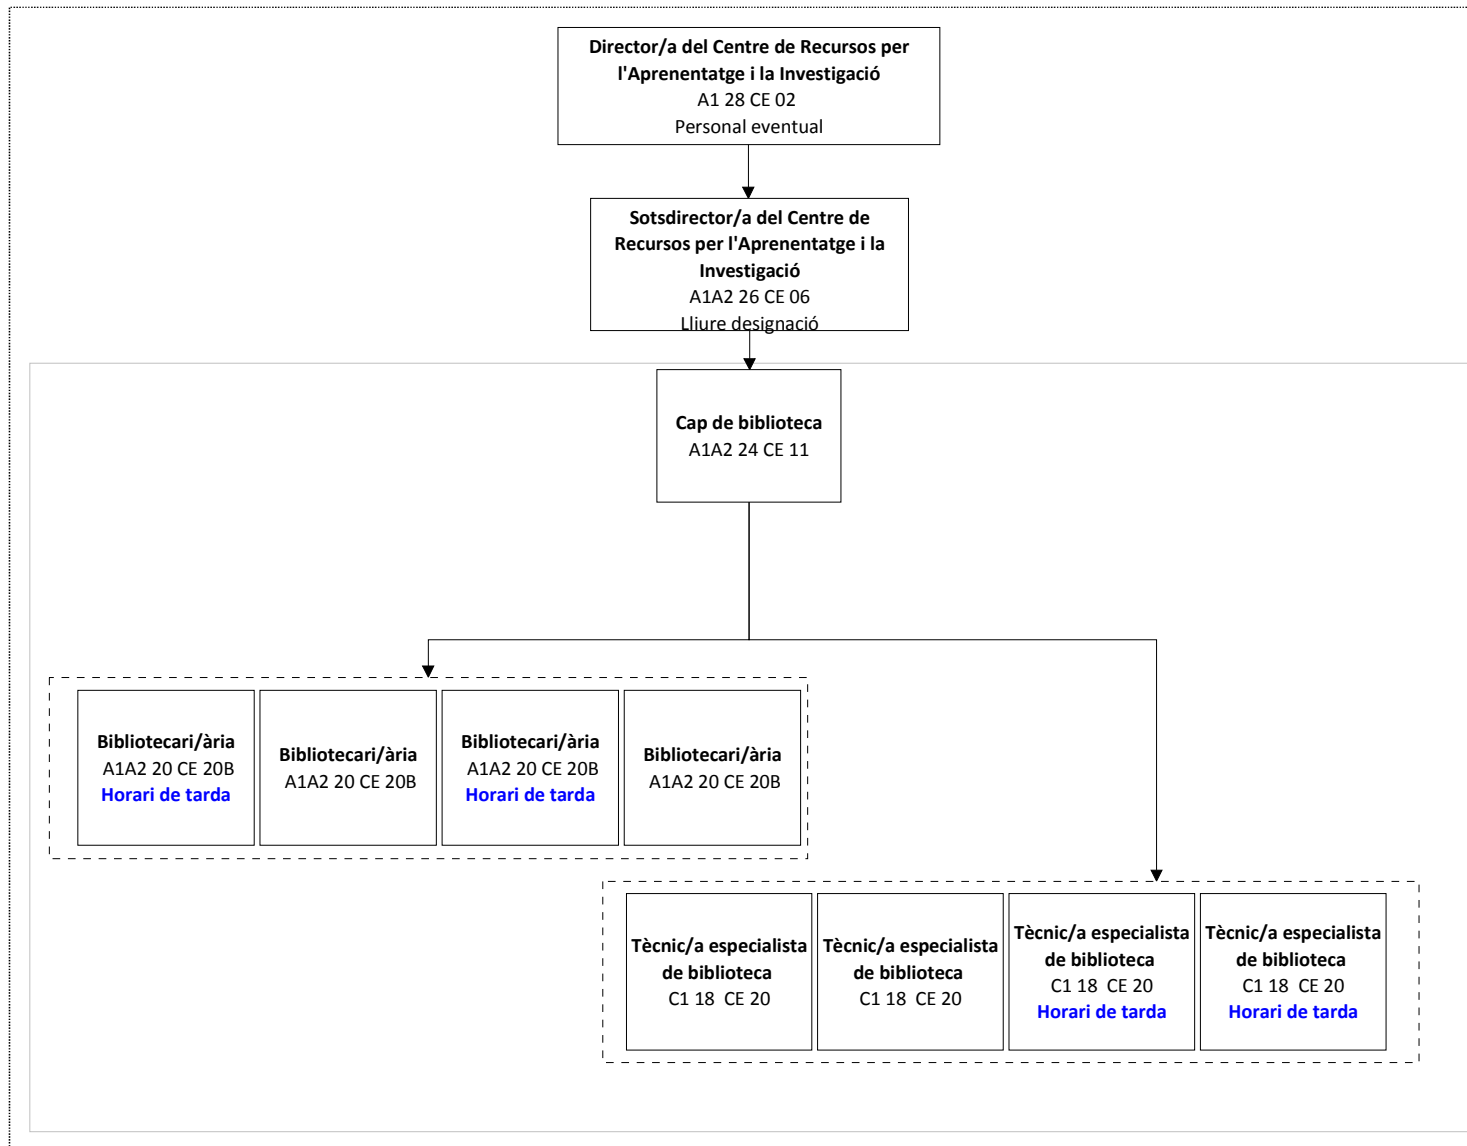 Director/a del Centre de Recursos per
l'Aprenentatge i la Investigació
A1 28 CE 02
Personal eventual
Sotsdirector/a del Centre de
Recursos per l'Aprenentatge i la
Investigació
A1A2 26 CE 06
Lliure designació
Cap de biblioteca
A1A2 24 CE 11
Bibliotecari/ària
A1A2 20 CE 20B
Horari de tarda
Bibliotecari/ària
A1A2 20 CE 20B
Bibliotecari/ària
A1A2 20 CE 20B
Horari de tarda
Bibliotecari/ària
A1A2 20 CE 20B
Tècnic/a especialista
de biblioteca
C1 18  CE 20
Tècnic/a especialista
de biblioteca
C1 18  CE 20
Tècnic/a especialista
de biblioteca
C1 18  CE 20
Horari de tarda
Tècnic/a especialista
de biblioteca
C1 18  CE 20
Horari de tarda